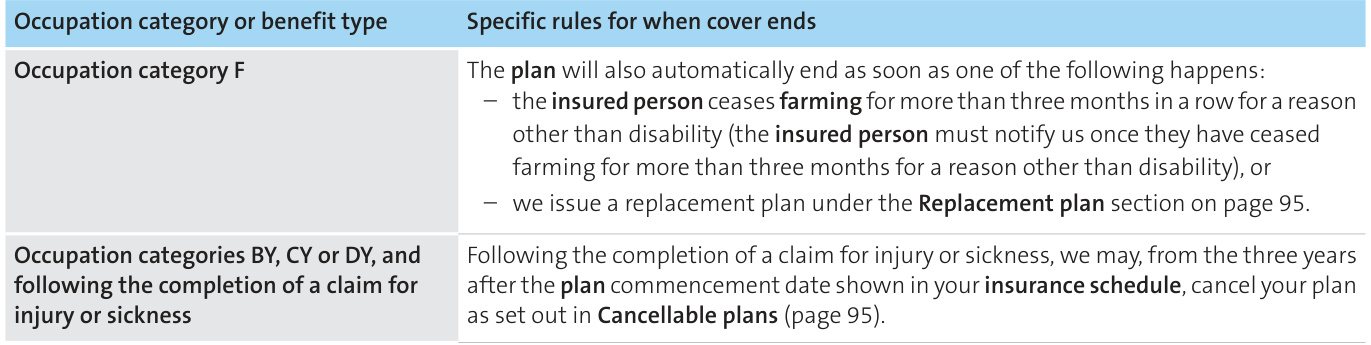 Occupation category or benefit type
Specific rules for when cover ends
Occupation category F
The plan will also automatically end as soon as one of the following happens:
– the insured person ceases farming for more than three months in a row for a reason
other than disability (the insured person must notify us once they have ceased
farming for more than three months for a reason other than disability), or
– we issue a replacement plan under the Replacement plan section on page 95.
Occupation categories BY, CY or DY, and
following the completion of a claim for
injury or sickness
Following the completion of a claim for injury or sickness, we may, from the three years
after the plan commencement date shown in your insurance schedule, cancel your plan
as set out in Cancellable plans (page 95).